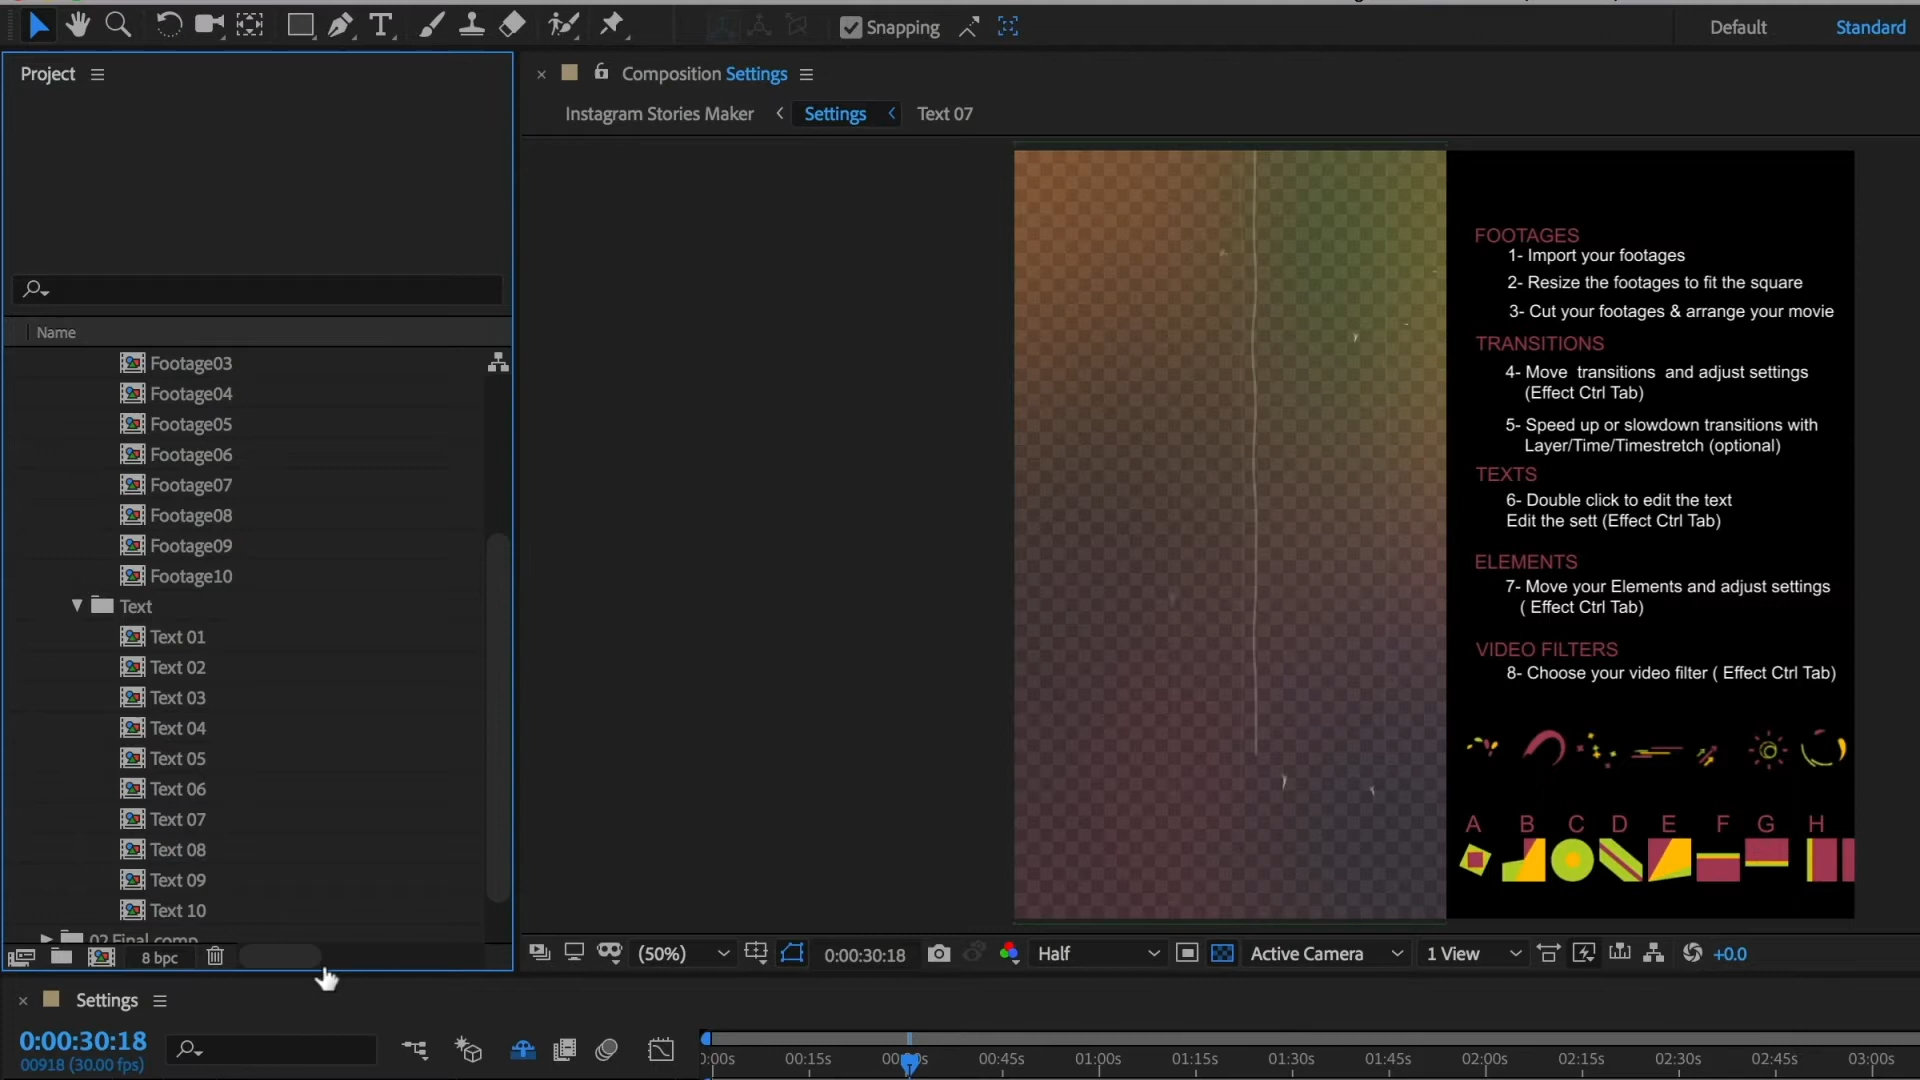 Snapping
Default
Standard
Project
Composition Settings
Instagram Stories Maker
Settings
Text 07
Name
Footage03
Footage04
Footage05
Footage06
Footage07
Footage08
Footage09
Footage10
Text
Text 01
Text 02
Text 03
Text 04
Text 05
Text 06
Text 07
Text 08
Text 09
Text 10
02 Final comp
8 bpc
FOOTAGES
1- Import your footages
2- Resize the footages to fit the square
3- Cut your footages & arrange your movie
TRANSITIONS
4- Move transitions and adjust settings
(Effect Ctrl Tab)
5- Speed up or slowdown transitions with
Layer/Time/Timestretch (optional)
TEXTS
6- Double click to edit the text
Edit the sett (Effect Ctrl Tab)
ELEMENTS
7- Move your Elements and adjust settings
( Effect Ctrl Tab)
VIDEO FILTERS
8- Choose your video filter ( Effect Ctrl Tab)
A B C D E F G H
(50%)
0:00:30:18
Half
Active Camera
1 View
+0.0
Settings
0:00:30:18
00918 (30.00 fps)
00:15s
00:45s
01:00s
01:15s
01:30s
01:45s
02:00s
02:15s
02:30s
02:45s
03:00s